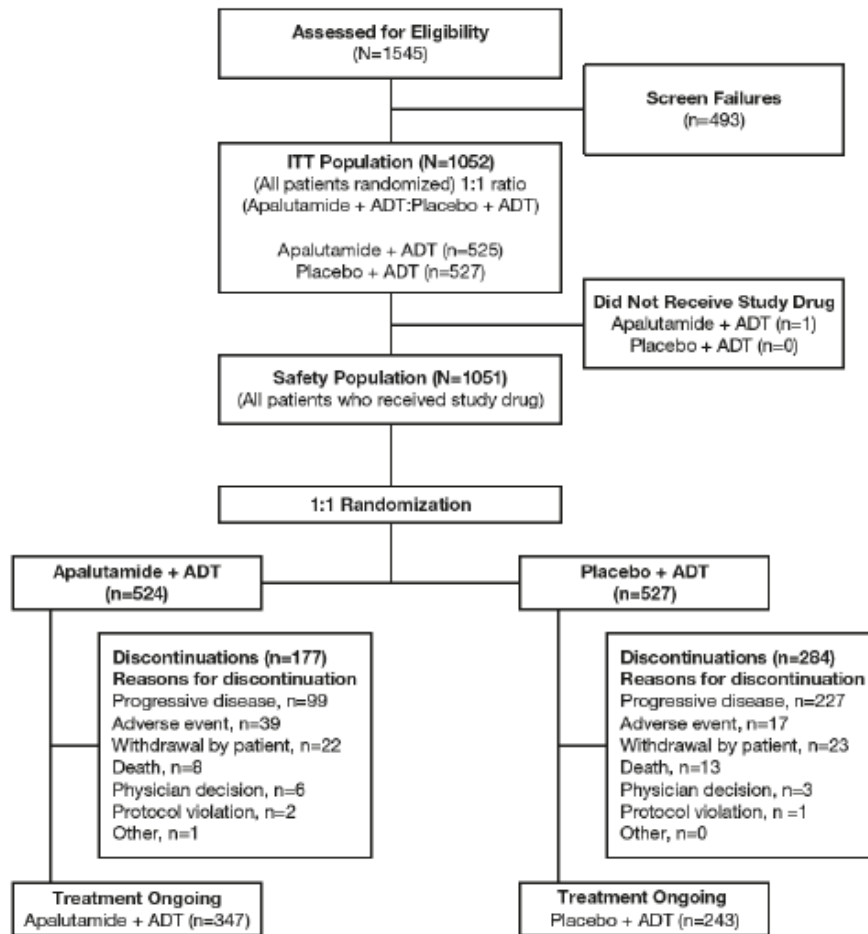 Assessed for Eligibility
(N=1545)
Screen Failures
(n=493)
ITT Population (N=1052)
(All patients randomized) 1:1 ratio
(Apalutamide + ADT:Placebo + ADT)
Apalutamide + ADT (n=525)
Placebo + ADT (n=527)
Did Not Receive Study Drug
Apalutamide + ADT (n=1)
Placebo + ADT (n=0)
Safety Population (N=1051)
(All patients who received study drug)
1:1 Randomization
Apalutamide + ADT
(n=524)
Discontinuations (n=177)
Reasons for discontinuation
Progressive disease, n=99
Adverse event, n=39
Withdrawal by patient, n=22
Death, n=8
Physician decision, n=6
Protocol violation, n=2
Other, n=1
Treatment Ongoing
Apalutamide + ADT (n=347)
Placebo + ADT
(n=527)
Discontinuations (n=284)
Reasons for discontinuation
Progressive disease, n=227
Adverse event, n=17
Withdrawal by patient, n=23
Death, n=13
Physician decision, n=3
Protocol violation, n =1
Other, n=0
Treatment Ongoing
Placebo + ADT (n=243)